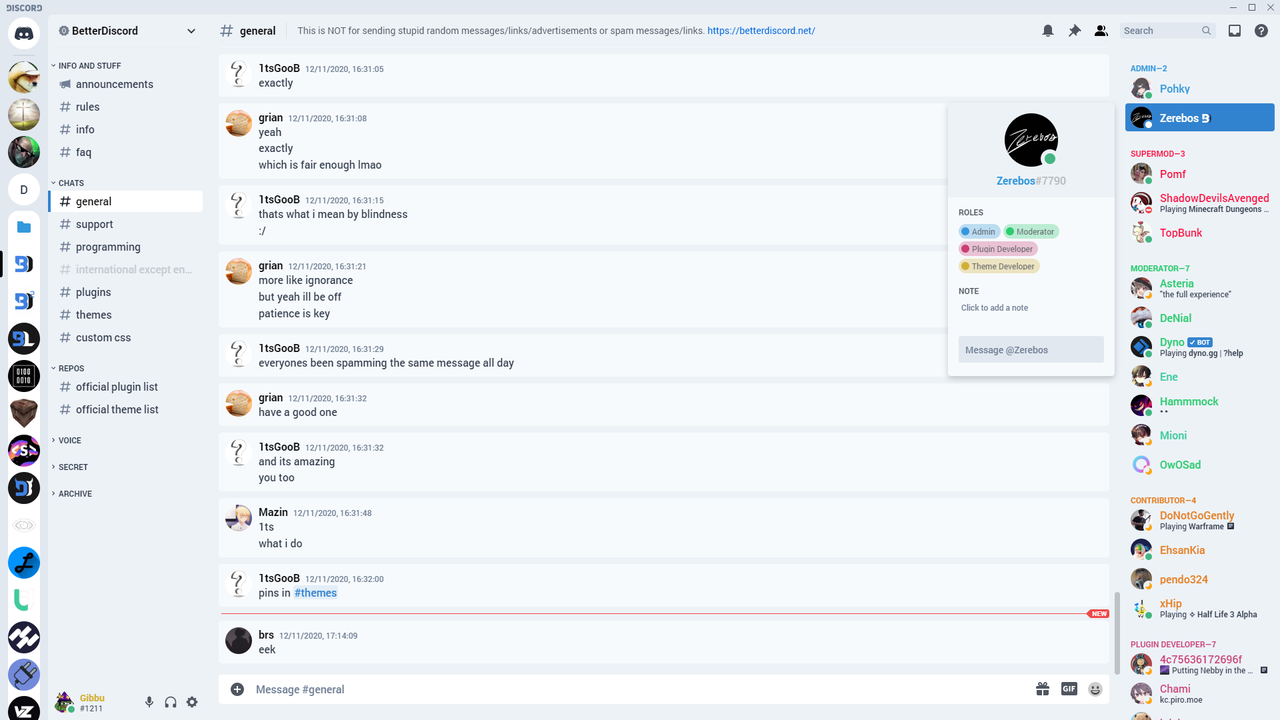 DISCORD
BetterDiscord
general
This is NOT for sending stupid random messages/links/advertisements or spam messages/links. https://betterdiscord.net/
Search
D
INFO AND STUFF
announcements
rules
info
faq
CHATS
general
support
programming
international except en...
plugins
themes
custom css
REPOS
official plugin list
official theme list
VOICE
SECRET
ARCHIVE
Gibbu
#1211
1tsGooB 12/11/2020, 16:31:05
exactly
grian 12/11/2020, 16:31:08
yeah
exactly
which is fair enough lmao
1tsGooB 12/11/2020, 16:31:15
thats what i mean by blindness
:/
grian 12/11/2020, 16:31:21
more like ignorance
but yeah ill be off
patience is key
1tsGooB 12/11/2020, 16:31:29
everyones been spamming the same message all day
grian 12/11/2020, 16:31:32
have a good one
1tsGooB 12/11/2020, 16:31:32
and its amazing
you too
Mazin 12/11/2020, 16:31:48
1ts
what i do
1tsGooB 12/11/2020, 16:32:00
pins in #themes
NEW
brs 12/11/2020, 17:14:09
eek
Message #general
GIF
Zerebos
Zerebos#7790
ROLES
Admin Moderator
Plugin Developer
Theme Developer
NOTE
Click to add a note
Message @Zerebos
ADMIN—2
Pohky
Zerebos
SUPERMOD—3
Pomf
ShadowDevilsAvenged
Playing Minecraft Dungeons ...
TopBunk
MODERATOR—7
Asteria
"the full experience"
DeNial
Dyno ✓ BOT
Playing dyno.gg | ?help
Ene
Hammmock
Mioni
OwOSad
CONTRIBUTOR—4
DoNotGoGently
Playing Warframe
EhsanKia
pendo324
xHip
Playing Half Life 3 Alpha
PLUGIN DEVELOPER—7
4c75636172696f
Putting Nebby in the ...
Chami
kc.piro.moe